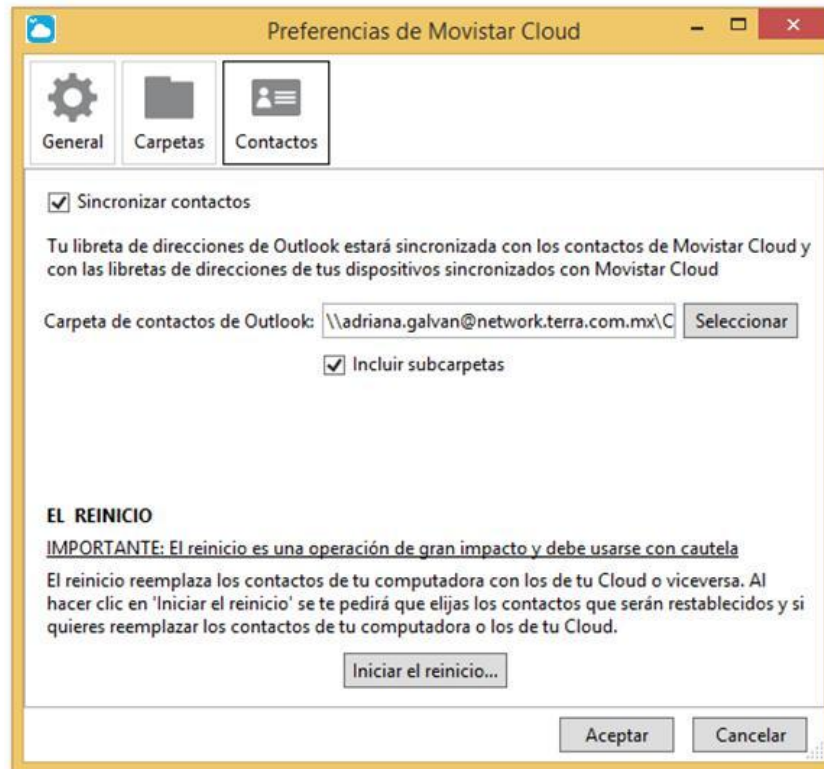 Preferencias de Movistar Cloud
General
Carpetas
Contactos
Sincronizar contactos
Tu libreta de direcciones de Outlook estará sincronizada con los contactos de Movistar Cloud y
con las libretas de direcciones de tus dispositivos sincronizados con Movistar Cloud
Carpeta de contactos de Outlook: \\adriana.galvan@network.terra.com.mx\C Seleccionar
Incluir subcarpetas
EL REINICIO
IMPORTANTE: El reinicio es una operación de gran impacto y debe usarse con cautela
El reinicio reemplaza los contactos de tu computadora con los de tu Cloud o viceversa. Al
hacer clic en 'Iniciar el reinicio' se te pedirá que elijas los contactos que serán restablecidos y si
quieres reemplazar los contactos de tu computadora o los de tu Cloud.
Iniciar el reinicio...
Aceptar Cancelar